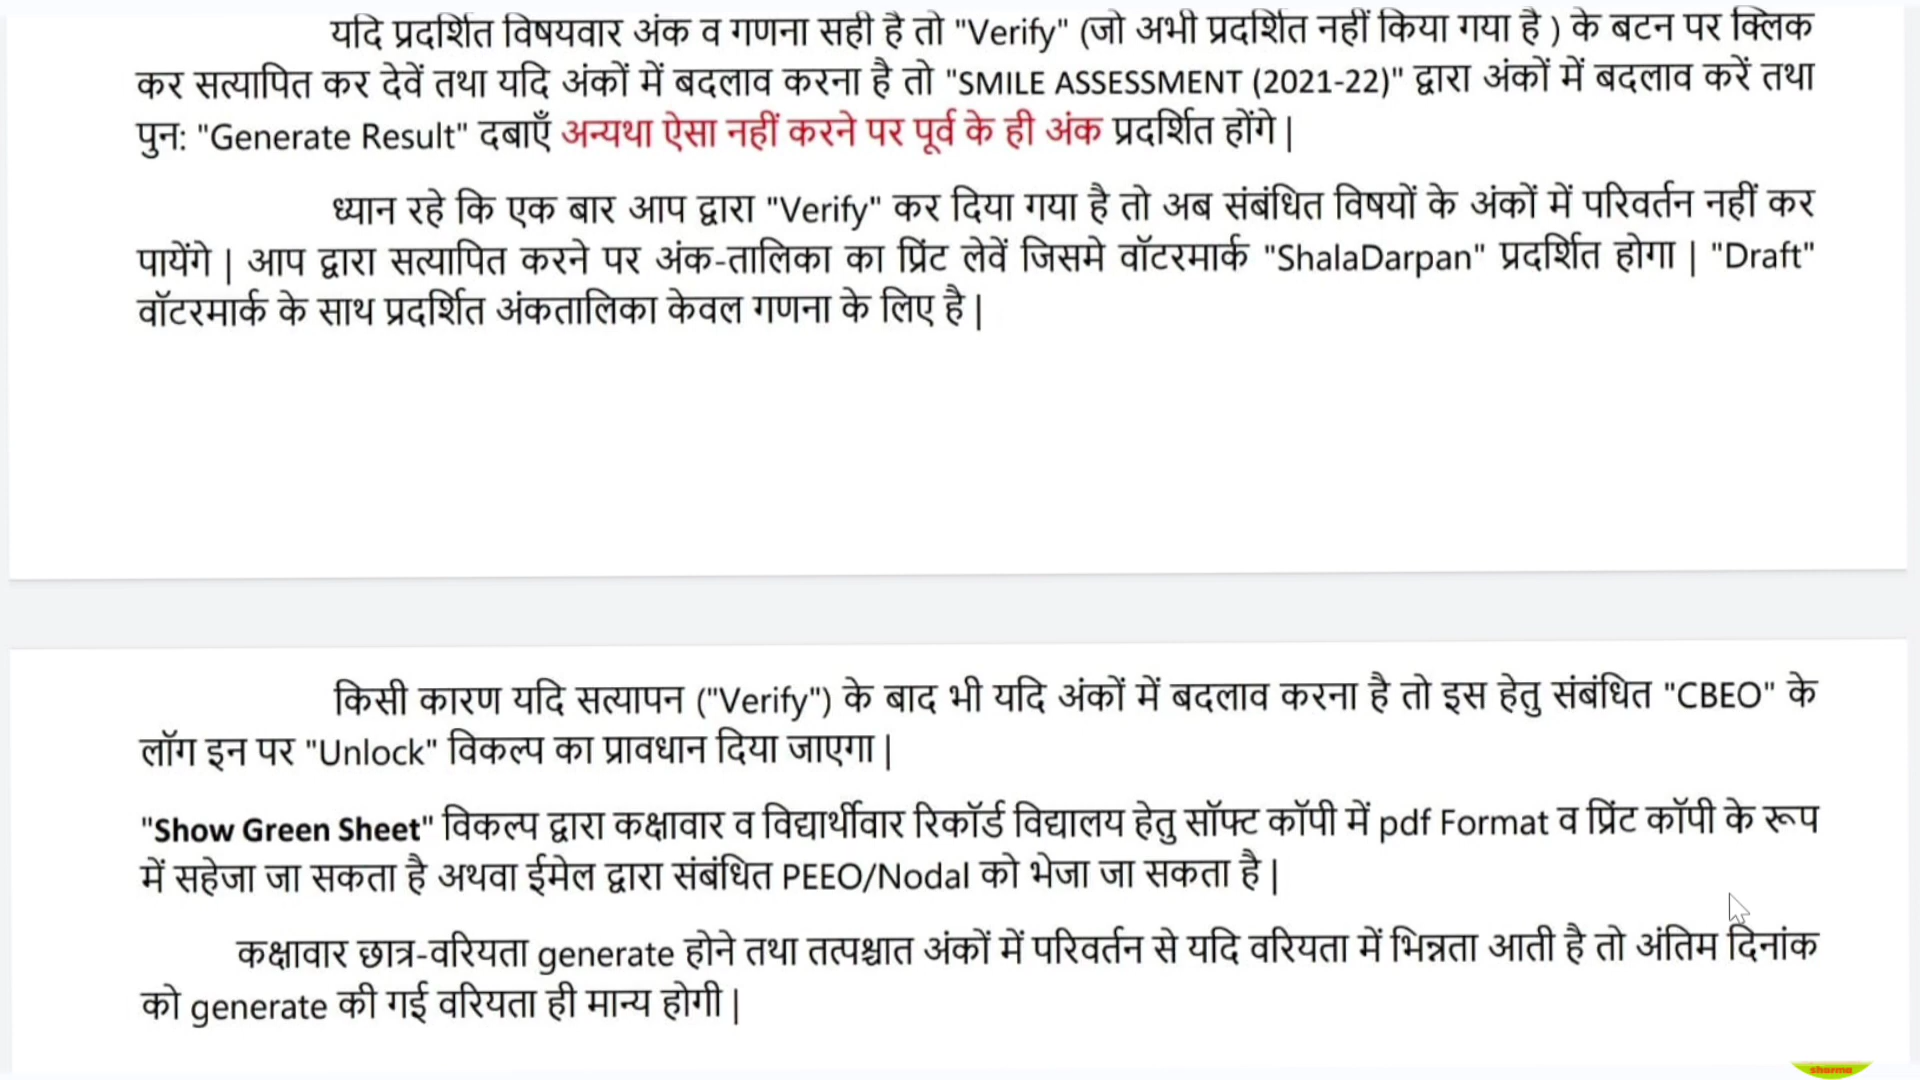 यदि प्रदर्शित विषयवार अंक व गणना सही है तो "Verify" (जो अभी प्रदर्शित नहीं किया गया है ) के बटन पर क्लिक
कर सत्यापित कर देवें तथा यदि अंकों में बदलाव करना है तो "SMILE ASSESSMENT (2021-22)" द्वारा अंकों में बदलाव करें तथा
पुन: "Generate Result" दबाएँ अन्यथा ऐसा नहीं करने पर पूर्व के ही अंक प्रदर्शित होंगे |
ध्यान रहे कि एक बार आप द्वारा "Verify" कर दिया गया है तो अब संबंधित विषयों के अंकों में परिवर्तन नहीं कर
पायेंगे | आप द्वारा सत्यापित करने पर अंक-तालिका का प्रिंट लेवें जिसमे वॉटरमार्क "ShalaDarpan" प्रदर्शित होगा | "Draft"
वॉटरमार्क के साथ प्रदर्शित अंकतालिका केवल गणना के लिए है |
किसी कारण यदि सत्यापन ("Verify") के बाद भी यदि अंकों में बदलाव करना है तो इस हेतु संबंधित "CBEO" के
लॉग इन पर "Unlock" विकल्प का प्रावधान दिया जाएगा |
"Show Green Sheet" विकल्प द्वारा कक्षावार व विद्यार्थीवार रिकॉर्ड विद्यालय हेतु सॉफ्ट कॉपी में pdf Format व प्रिंट कॉपी के रूप
में सहेजा जा सकता है अथवा ईमेल द्वारा संबंधित PEEO/Nodal को भेजा जा सकता है |
कक्षावार छात्र-वरियता generate होने तथा तत्पश्चात अंकों में परिवर्तन से यदि वरियता में भिन्नता आती है तो अंतिम दिनांक
को generate की गई वरियता ही मान्य होगी |
sharma